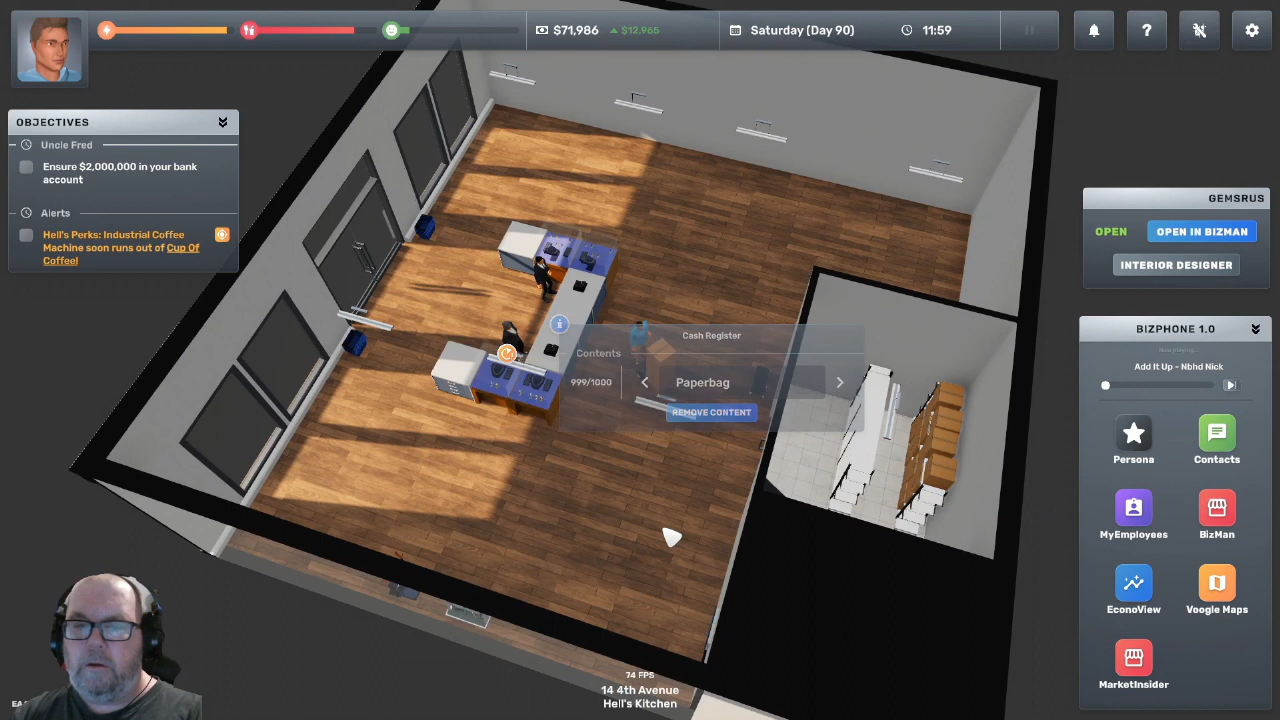 $71,986
$12,965
Saturday (Day 90)
11:59
?
OBJECTIVES
Uncle Fred
Ensure $2,000,000 in your bank
account
Alerts
Hell's Perks: Industrial Coffee
Machine soon runs out of Cup Of
Coffee!
GEMSRUS
OPEN
OPEN IN BIZMAN
INTERIOR DESIGNER
Cash Register
Contents
999/1000
Paperbag
REMOVE CONTENT
BIZPHONE 1.0
Now playing...
Add It Up - Nbhd Nick
Persona
Contacts
MyEmployees
BizMan
EconoView
Voogle Maps
MarketInsider
74 FPS
14 4th Avenue
Hell's Kitchen